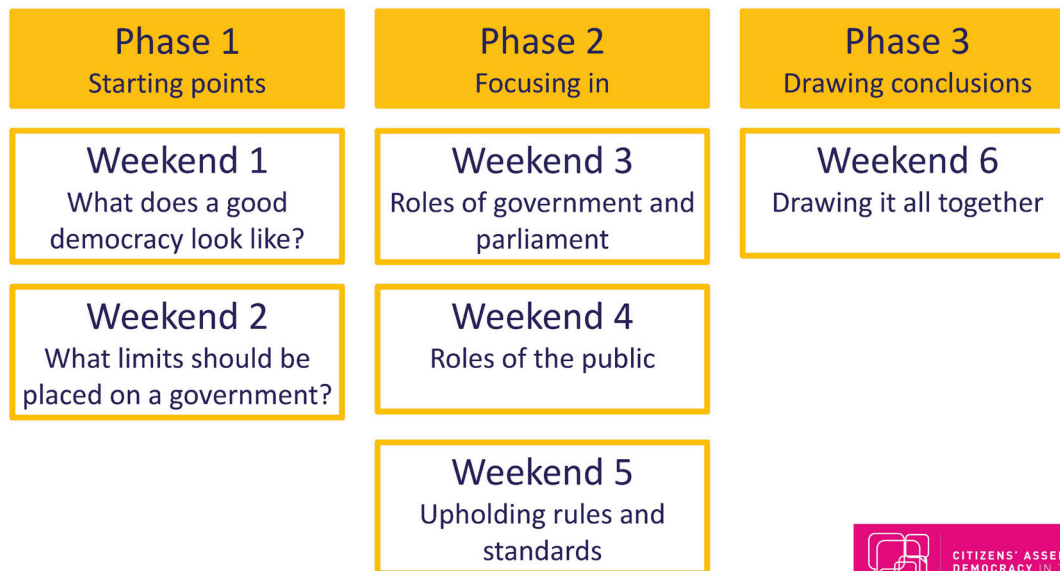 Phase 1
Starting points
Weekend 1
What does a good
democracy look like?
Weekend 2
What limits should be
placed on a government?
Phase 2
Focusing in
Weekend 3
Roles of government and
parliament
Weekend 4
Roles of the public
Weekend 5
Upholding rules and
standards
Phase 3
Drawing conclusions
Weekend 6
Drawing it all together
CITIZENS'
DEMOCRACY IN